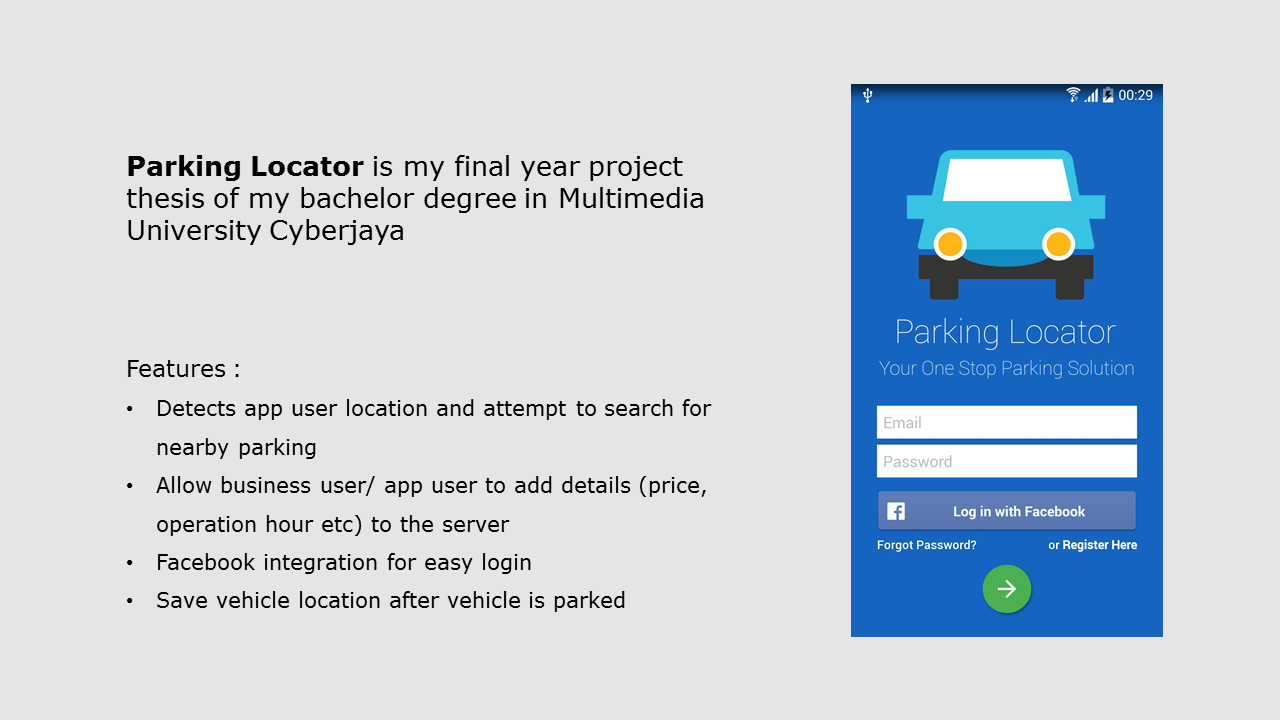 Parking Locator is my final year project
thesis of my bachelor degree in Multimedia
University Cyberjaya
Features :
• Detects app user location and attempt to search for
nearby parking
• Allow business user/ app user to add details (price,
operation hour etc) to the server
• Facebook integration for easy login
• Save vehicle location after vehicle is parked
00:29
Parking Locator
Your One Stop Parking Solution
Email
Password
Log in with Facebook
Forgot Password? or Register Here